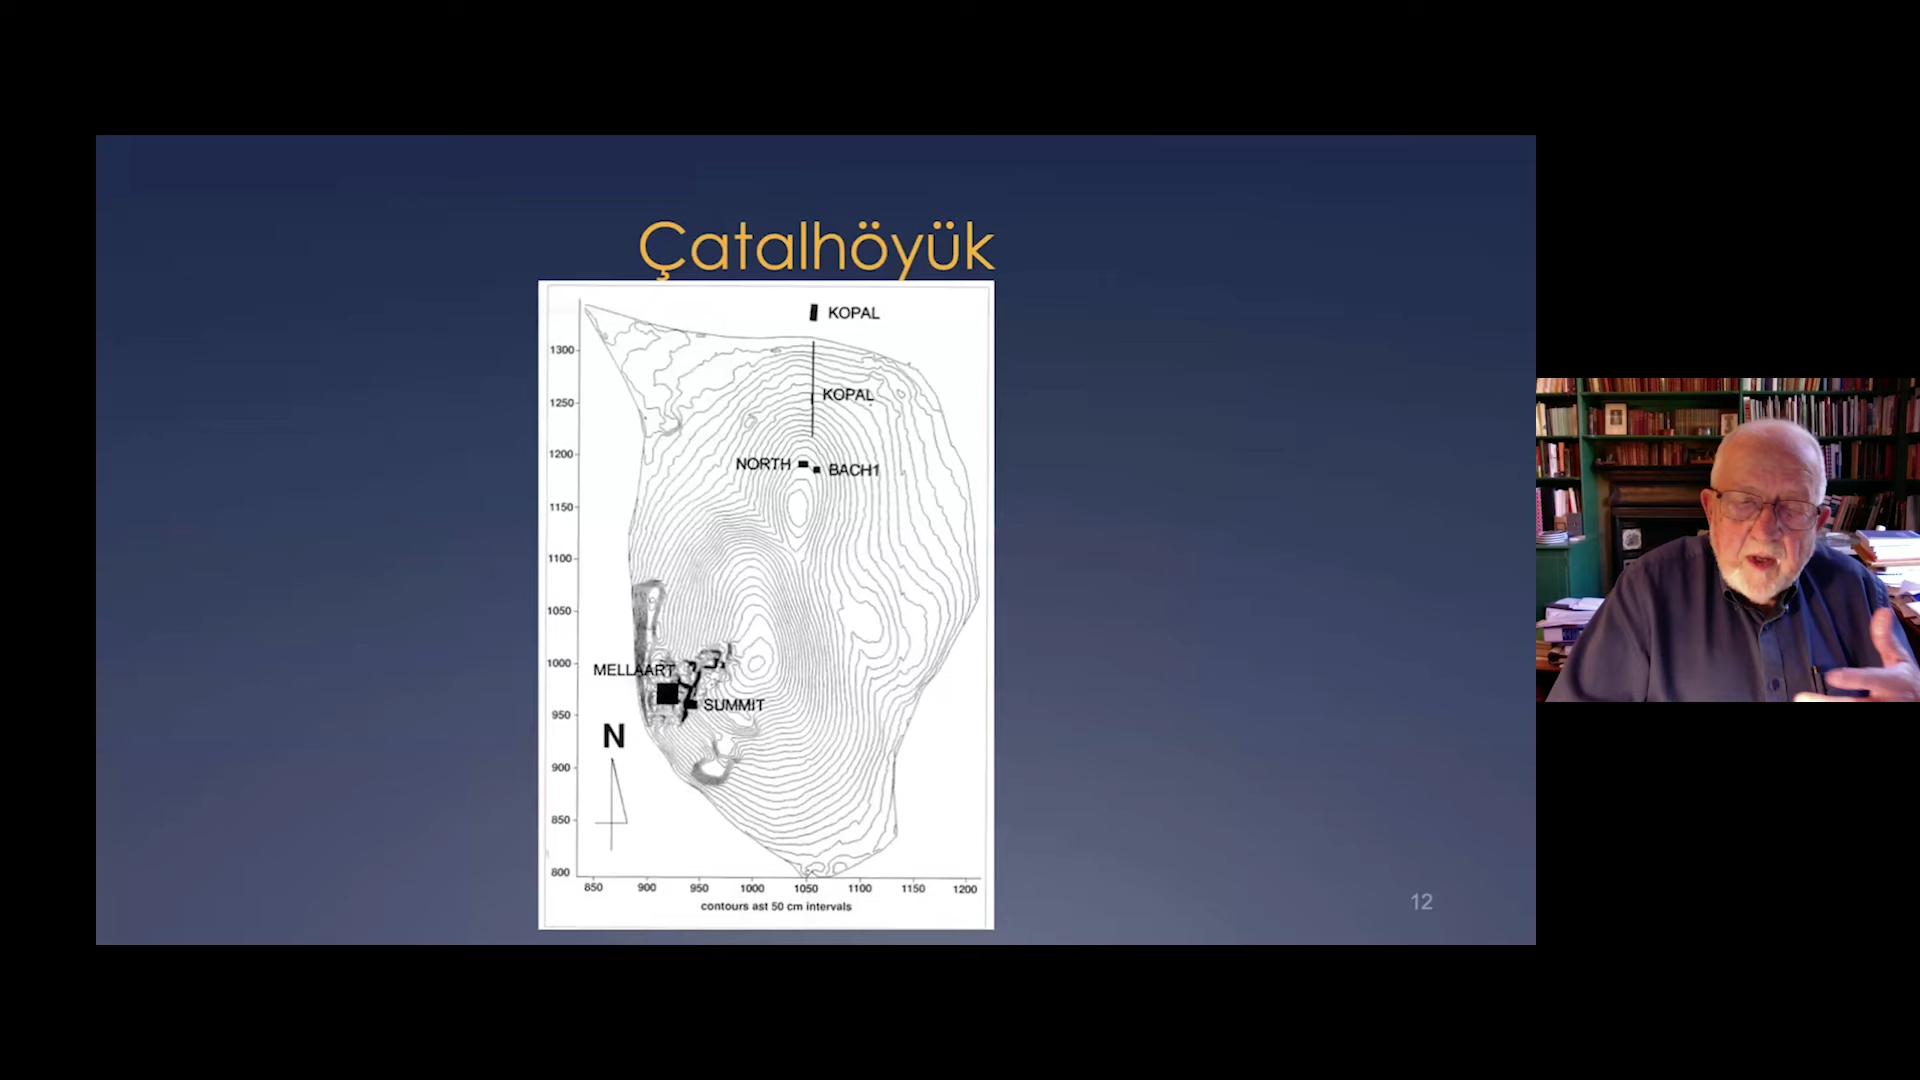 Çatalhöyük
KOPAL
1300
KOPAL
1250
1200
NORTH
BACH1
1150
1100
1050
1000
MELLAART
SUMMIT
950
N
900
850
800
850 900 950 1000 1050 1100 1150 1200
contours ast 50 cm intervals
12